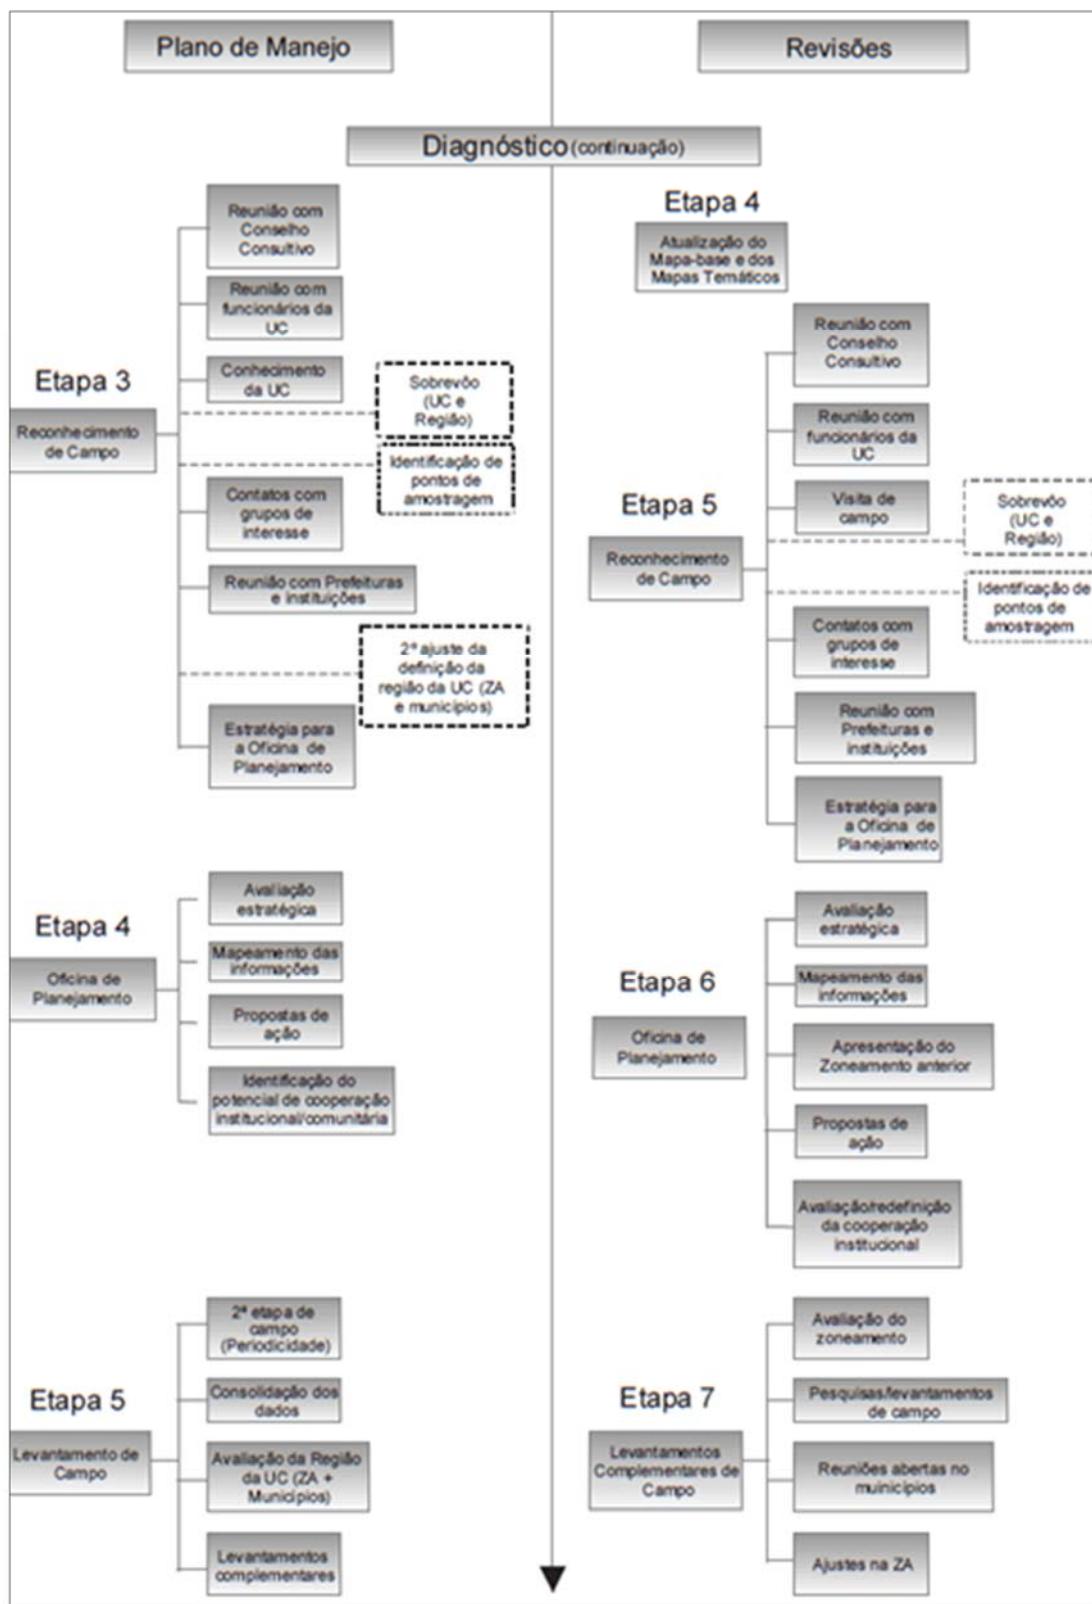 Plano de Manejo
Revisões
Diagnóstico (continuação)
Etapa 3
Reconhecimento
de Campo
Reunião com
Conselho
Consultivo
Reunião com
funcionários da
UC
Conhecimento
da UC
Sobrevôo
(UC e
Região)
Identificação de
pontos de
amostragem
Contatos com
grupos de
interesse
Reunião com Prefeituras
e instituições
2º ajuste da
definição da
região da UC (ZA
e municípios)
Estratégia para
a Oficina de
Planejamento
Etapa 4
Oficina de
Planejamento
Avaliação
estratégica
Mapeamento das
informações
Propostas de
ação
Identificação do
potencial de cooperação
institucional/comunitária
Etapa 5
Levantamento de
Campo
2ª etapa de
campo
(Periodicidade)
Consolidação dos
dados
Avaliação da Região
da UC (ZA +
Municípios)
Levantamentos
complementares
Etapa 4
Atualização do
Mapa-base e dos
Mapas Temáticos
Etapa 5
Reconhecimento
de Campo
Reunião com
Conselho
Consultivo
Reunião com
funcionários da
UC
Visita de
campo
Sobrevôo
(UC e
Região)
Identificação de
pontos de
amostragem
Contatos com
grupos de
interesse
Reunião com
Prefeituras e
instituições
Estratégia para
a Oficina de
Planejamento
Etapa 6
Oficina de
Planejamento
Avaliação
estratégica
Mapeamento das
informações
Apresentação do
Zoneamento anterior
Propostas de
ação
Avaliação/redefinição
da cooperação
institucional
Etapa 7
Levantamentos
Complementares de
Campo
Avaliação do
zoneamento
Pesquisas/levantamentos
de campo
Reuniões abertas no
muinicípios
Ajustes na ZA